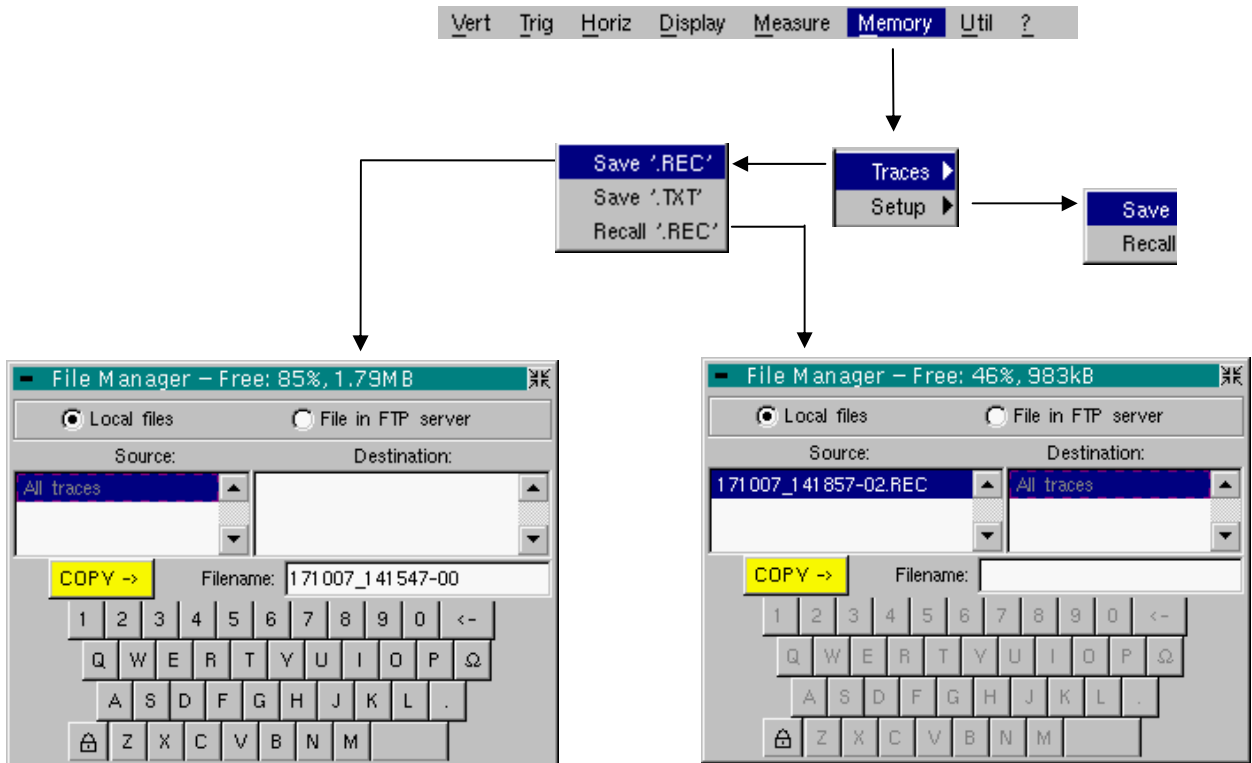 Vert Trig Horiz Display Measure Memory Util ?
Traces
Setup
Save '.REC'
Save '.TXT'
Recall '.REC'
Save
Recall
File Manager – Free: 85%, 1.79MB
Local files File in FTP server
Source: Destination:
All traces
COPY -> Filename: 171007_141547-00
1 2 3 4 5 6 7 8 9 0 <-
Q W E R T Y U I O P Ω
A S D F G H J K L .
Z X C V B N M
File Manager – Free: 46%, 983kB
Local files File in FTP server
Source: Destination:
171007_141857-02.REC All traces
COPY -> Filename:
1 2 3 4 5 6 7 8 9 0 <-
Q W E R T Y U I O P Ω
A S D F G H J K L .
Z X C V B N M